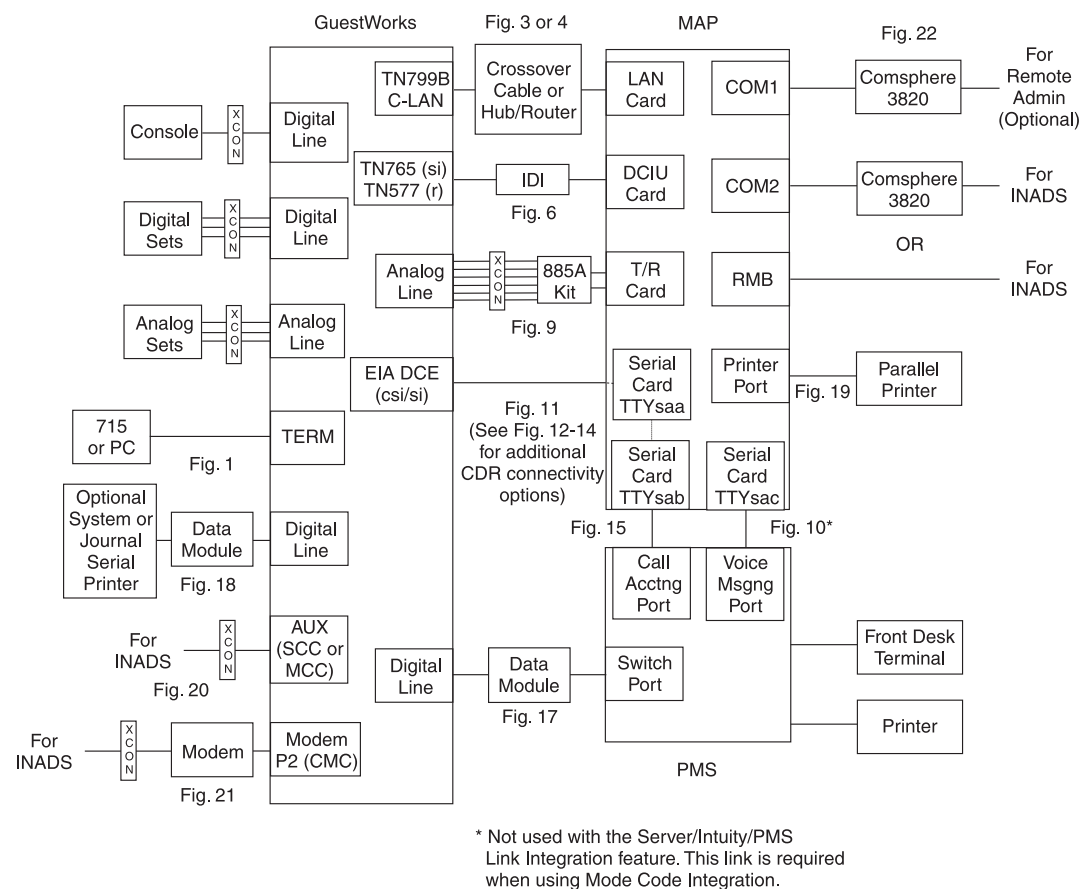 GuestWorks
Fig. 3 or 4
MAP
Fig. 22
TN799B
C-LAN
Crossover
Cable or
Hub/Router
LAN
Card
COM1
Comsphere
3820
For
Remote
Admin
(Optional)
Console
XCON
Digital
Line
TN765 (si)
TN577 (r)
IDI
Fig. 6
DCIU
Card
COM2
Comsphere
3820
For
INADS
Digital
Sets
XCON
Digital
Line
OR
Analog
Line
XCON
885A
Kit
Fig. 9
T/R
Card
RMB
For
INADS
Analog
Sets
XCON
Analog
Line
EIA DCE
(csi/si)
Fig. 11
(See Fig. 12-14
for additional
CDR connectivity
options)
Serial
Card
TTYsaa
Printer
Port
Fig. 19
Parallel
Printer
715
or PC
Fig. 1
TERM
Serial
Card
TTYsab
Serial
Card
TTYsac
Optional
System or
Journal
Serial
Printer
Data
Module
Fig. 18
Digital
Line
Fig. 15
Fig. 10*
Call
Acctng
Port
Voice
Msgng
Port
For
INADS
XCON
Fig. 20
AUX
(SCC or
MCC)
Digital
Line
Data
Module
Fig. 17
Switch
Port
Front Desk
Terminal
Printer
For
INADS
XCON
Modem
Fig. 21
Modem
P2 (CMC)
PMS
* Not used with the Server/Intuity/PMS
Link Integration feature. This link is required
when using Mode Code Integration.